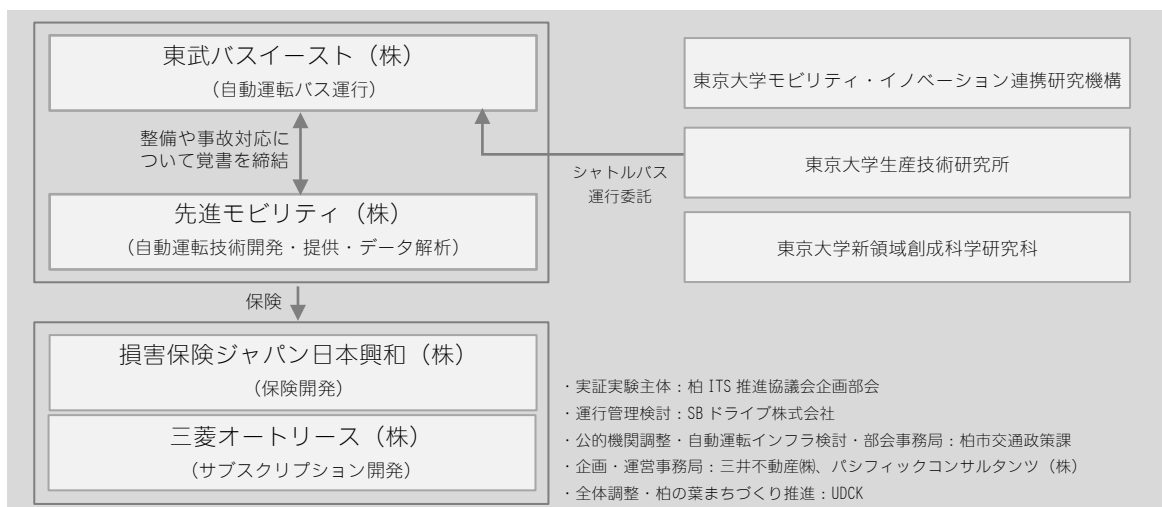 東武バスイースト（株）
（自動運転バス運行）
整備や事故対応に
ついて覚書を締結
先進モビリティ（株）
（自動運転技術開発・提供・データ解析）
保険
損害保険ジャパン日本興和（株）
（保険開発）
三菱オートリース（株）
（サブスクリプション開発）
シャトルバス
運行委託
東京大学モビリティ・イノベーション連携研究機構
東京大学生産技術研究所
東京大学新領域創成科学研究科
・実証実験主体：柏 ITS 推進協議会企画部会
・運行管理検討：SB ドライブ株式会社
・公的機関調整・自動運転インフラ検討・部会事務局：柏市交通政策課
・企画・運営事務局：三井不動産㈱、パシフィックコンサルタンツ（株）
・全体調整・柏の葉まちづくり推進：UDCK